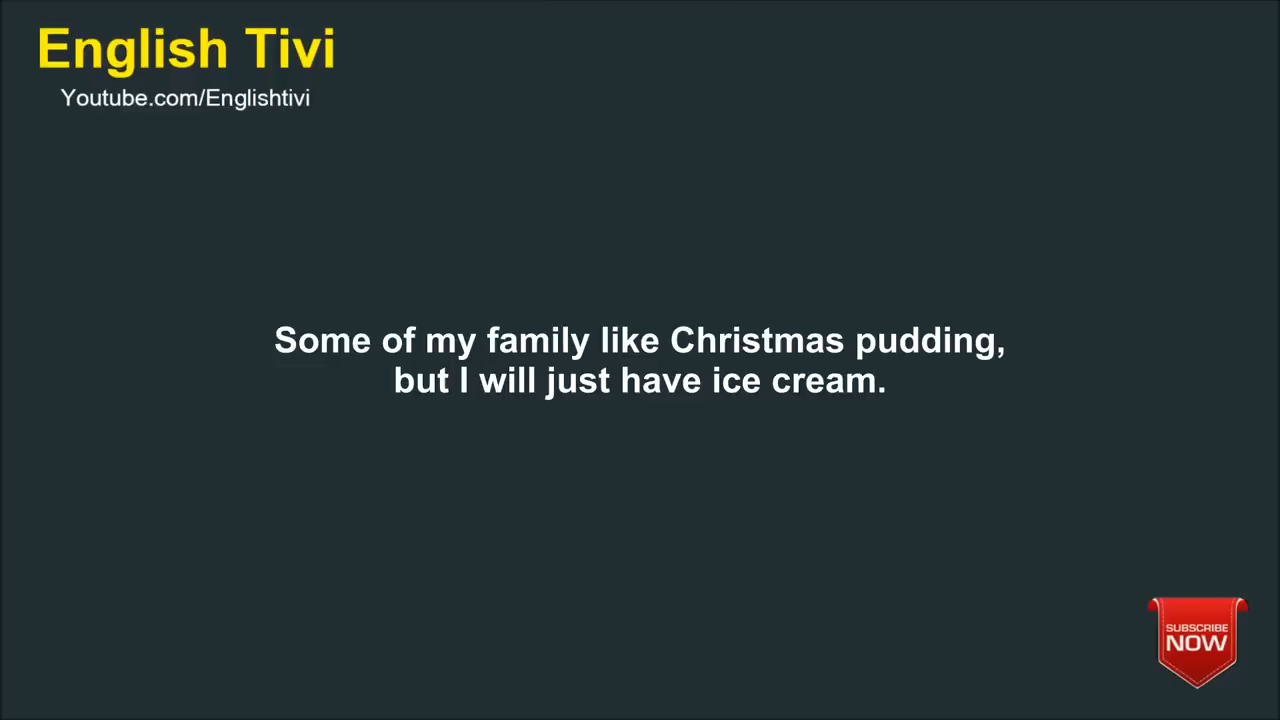 English Tivi
Youtube.com/Englishtivi
Some of my family like Christmas pudding,
but I will just have ice cream.
SUBSCRIBE
NOW